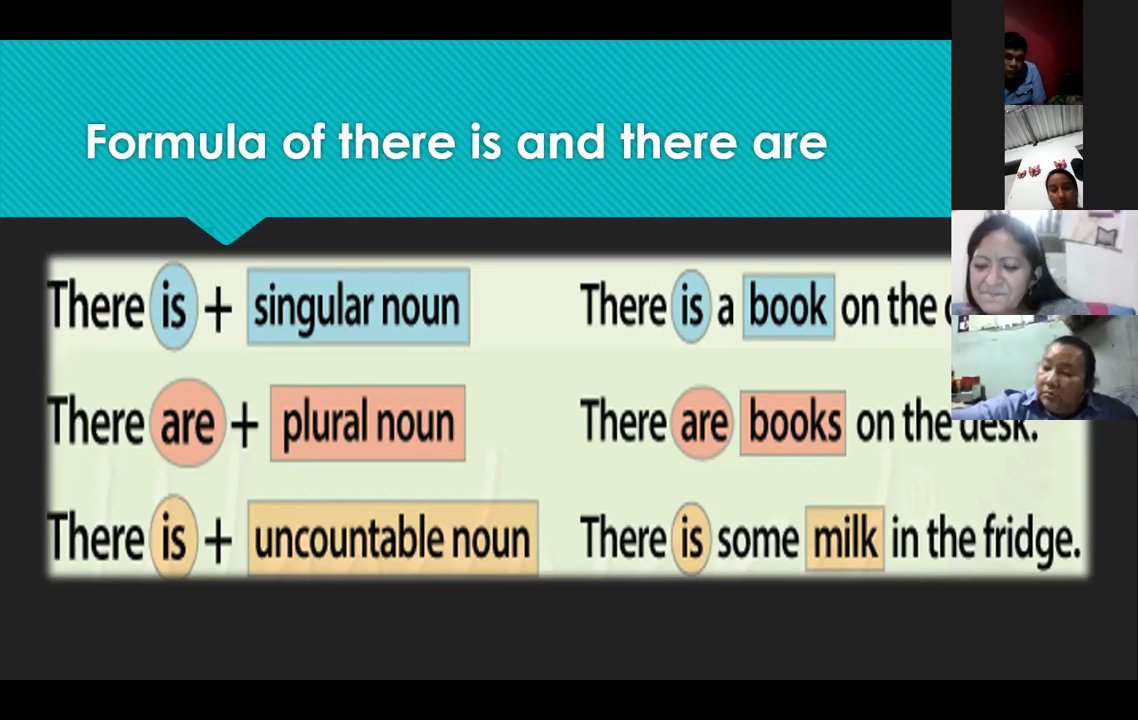 Formula of there is and there are
There is + singular noun
There is a book on the
There are + plural noun
There are books on the desk.
There is + uncountable noun
There is some milk in the fridge.